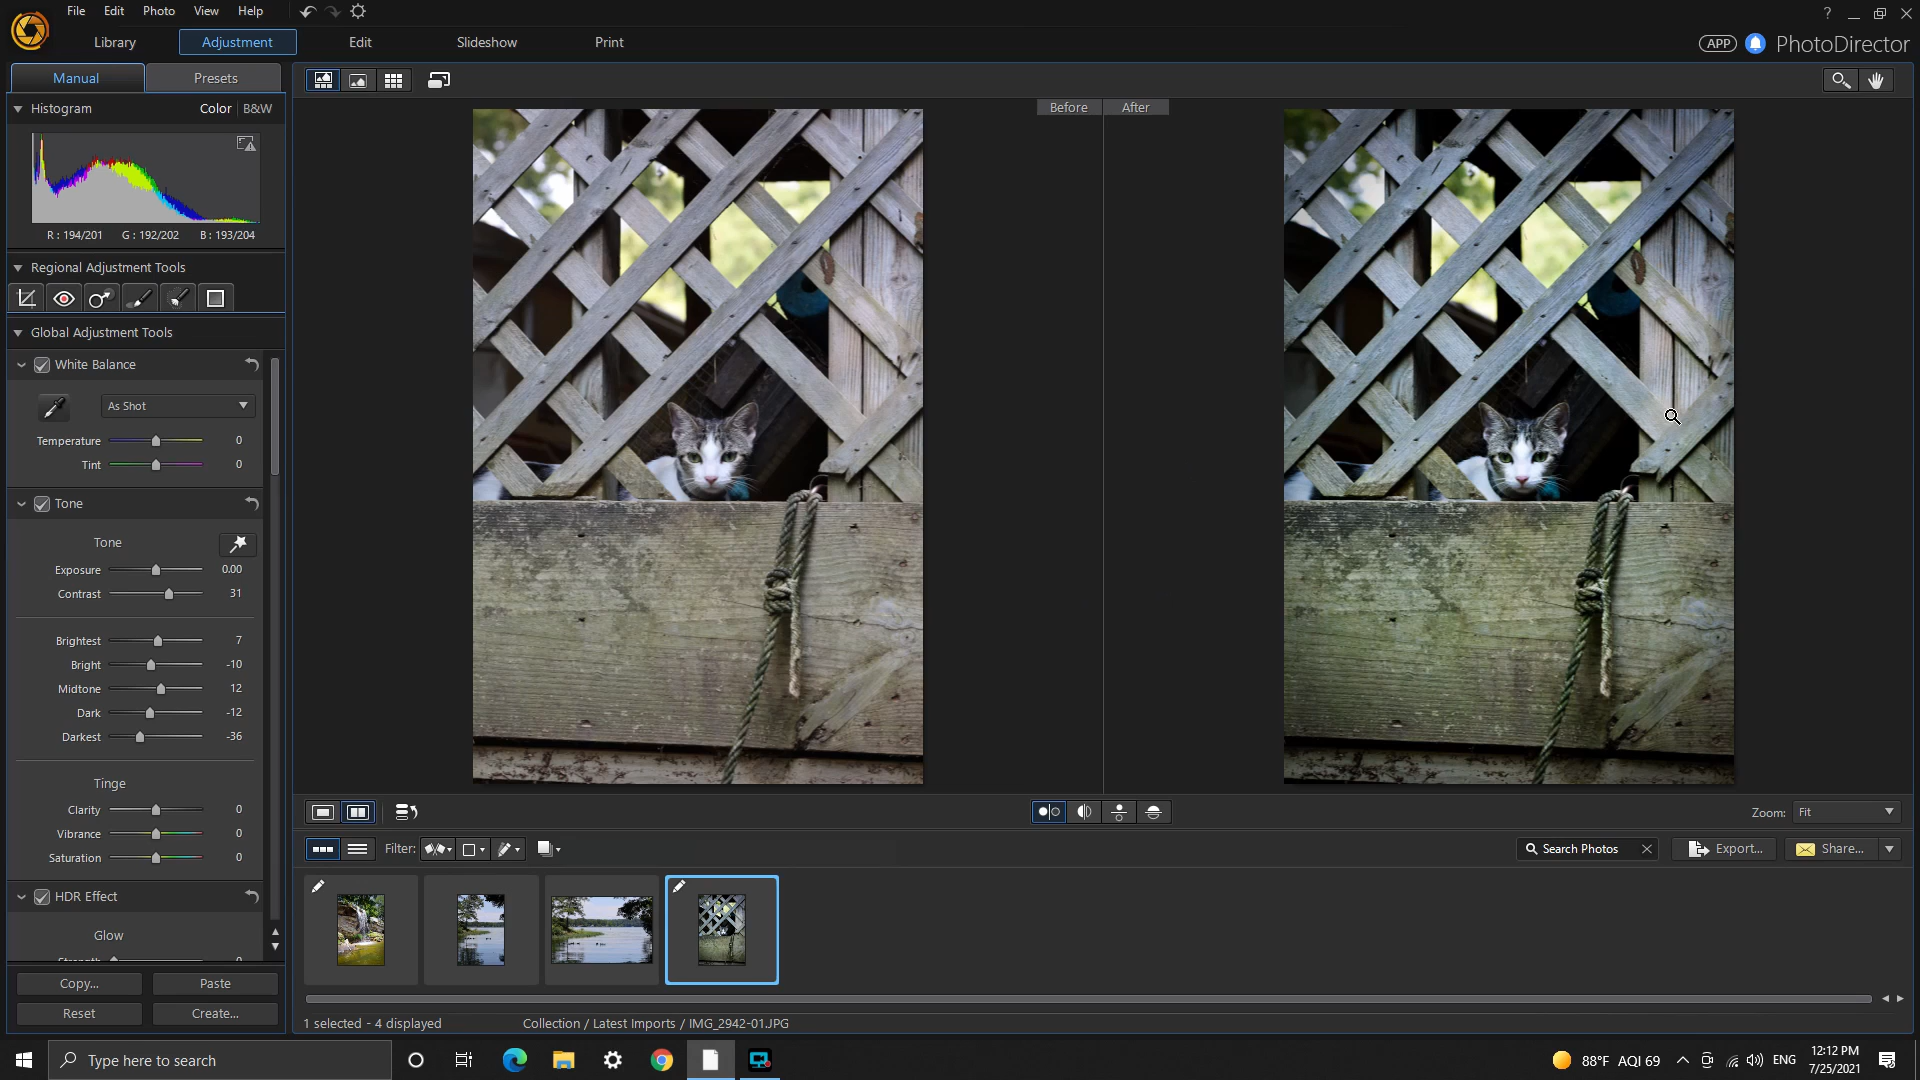 File Edit Photo View Help
?
Library Adjustment Edit Slideshow Print
APP PhotoDirector
Manual Presets
Histogram Color B&W
R : 194/201 G : 192/202 B : 193/204
Regional Adjustment Tools
Global Adjustment Tools
White Balance
As Shot
Temperature 0
Tint 0
Tone
Tone
Exposure 0.00
Contrast 31
Brightest 7
Bright -10
Midtone 12
Dark -12
Darkest -36
Tinge
Clarity 0
Vibrance 0
Saturation 0
HDR Effect
Glow
Strength 0
Copy... Paste
Reset Create...
Before After
Zoom: Fit
Filter:
Search Photos
Export...
Share...
1 selected - 4 displayed Collection / Latest Imports / IMG_2942-01.JPG
Type here to search
88°F AQI 69
ENG
12:12 PM
7/25/2021